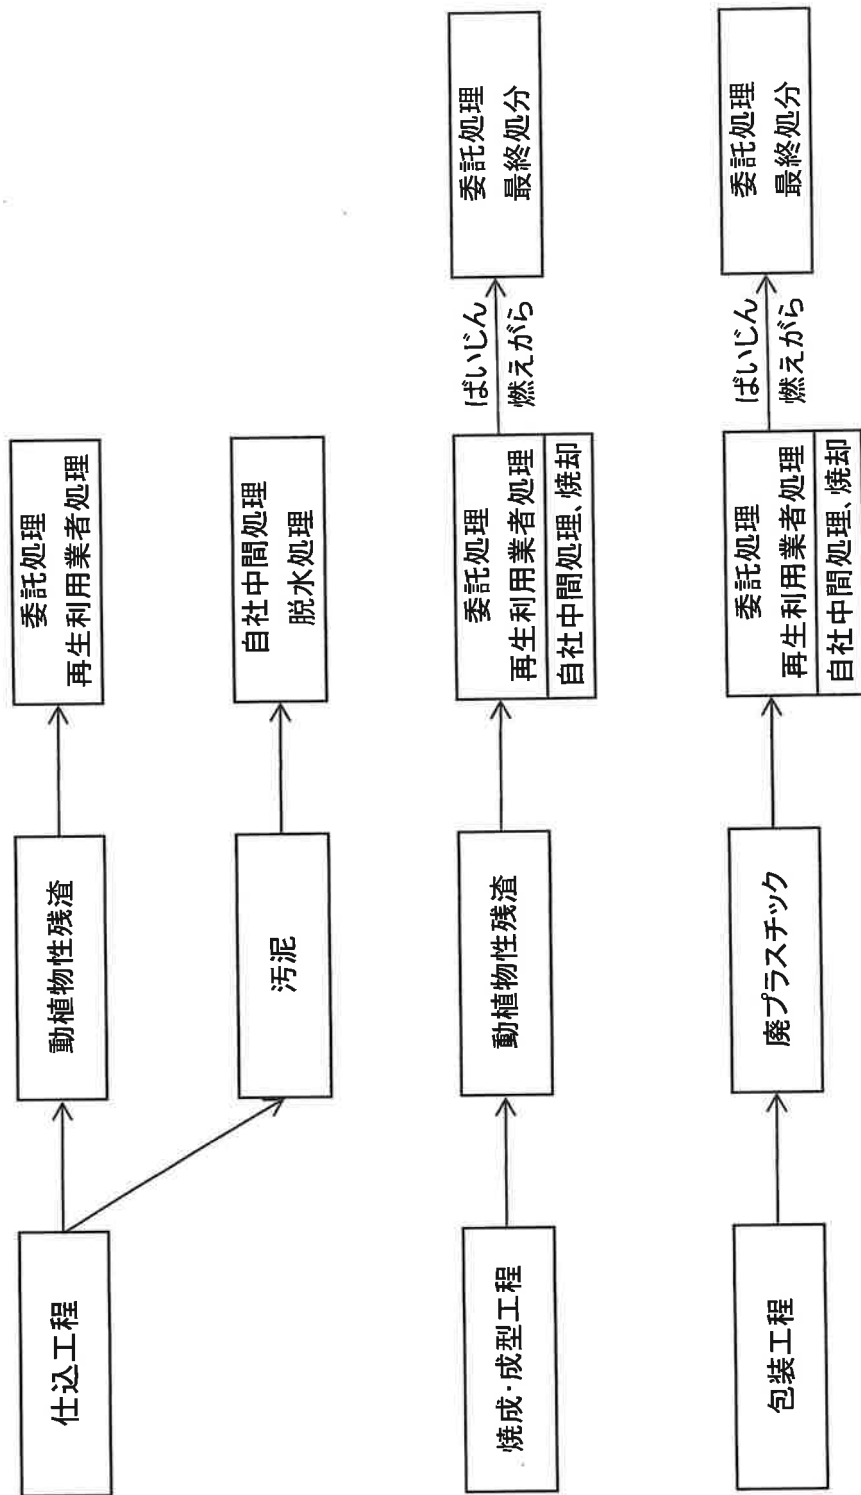 仕込工程
動植物性残渣
委託処理
再生利用業者処理
汚泥
自社中間処理
脱水処理
焼成・成型工程
動植物性残渣
委託処理
再生利用業者処理
自社中間処理、焼却
ばいじん
燃えがら
委託処理
最終処分
包装工程
廃プラスチック
委託処理
再生利用業者処理
自社中間処理、焼却
ばいじん
燃えがら
委託処理
最終処分